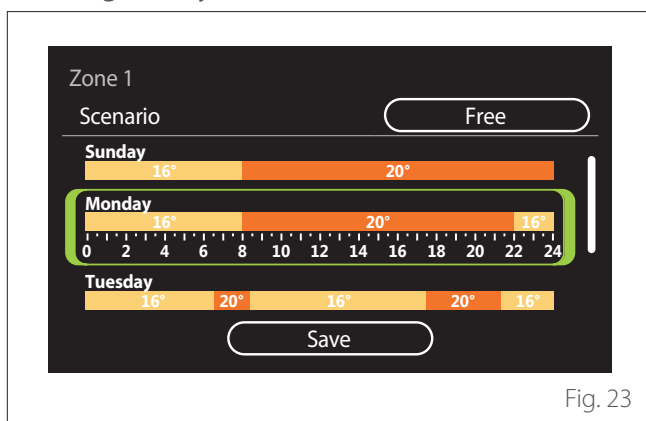 Zone 1
Scenario Free
Sunday
16° 20°
Monday
16° 20° 16°
0 2 4 6 8 10 12 14 16 18 20 22 24
Tuesday
16° 20° 16° 20° 16°
Save
Fig. 23